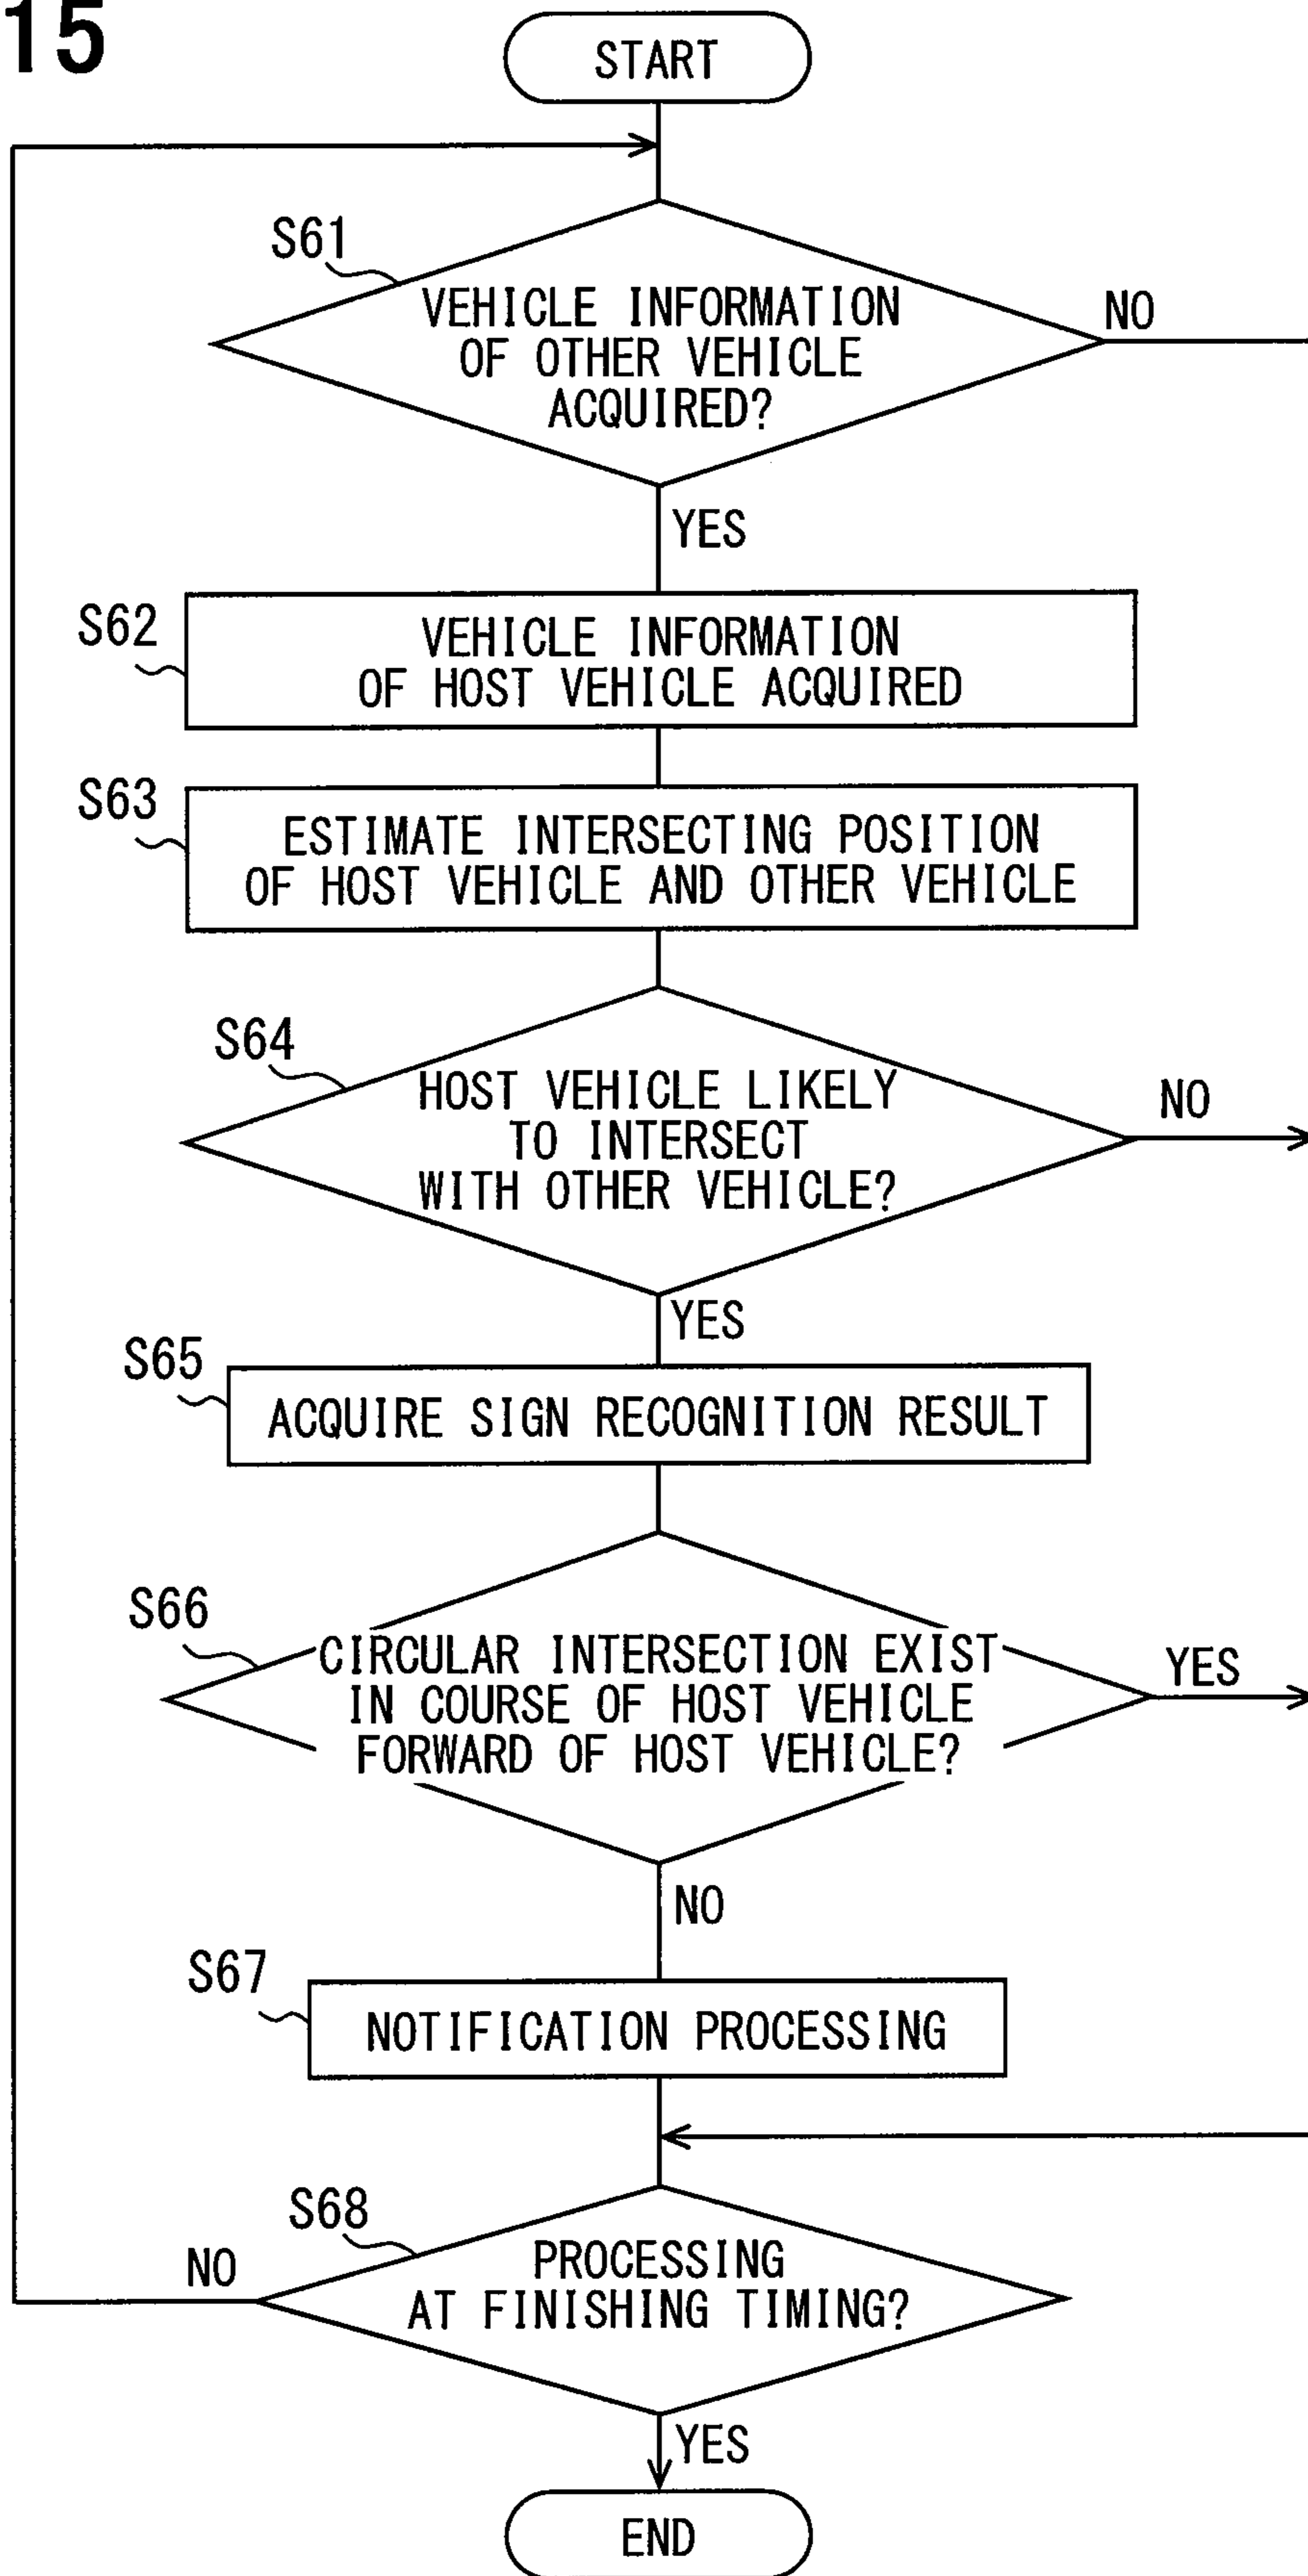 15
START
S61
VEHICLE INFORMATION
OF OTHER VEHICLE
ACQUIRED?
NO
YES
S62
VEHICLE INFORMATION
OF HOST VEHICLE ACQUIRED
S63
ESTIMATE INTERSECTING POSITION
OF HOST VEHICLE AND OTHER VEHICLE
S64
HOST VEHICLE LIKELY
TO INTERSECT
WITH OTHER VEHICLE?
NO
YES
S65
ACQUIRE SIGN RECOGNITION RESULT
S66
CIRCULAR INTERSECTION EXIST
IN COURSE OF HOST VEHICLE
FORWARD OF HOST VEHICLE?
YES
NO
S67
NOTIFICATION PROCESSING
S68
PROCESSING
AT FINISHING TIMING?
NO
YES
END